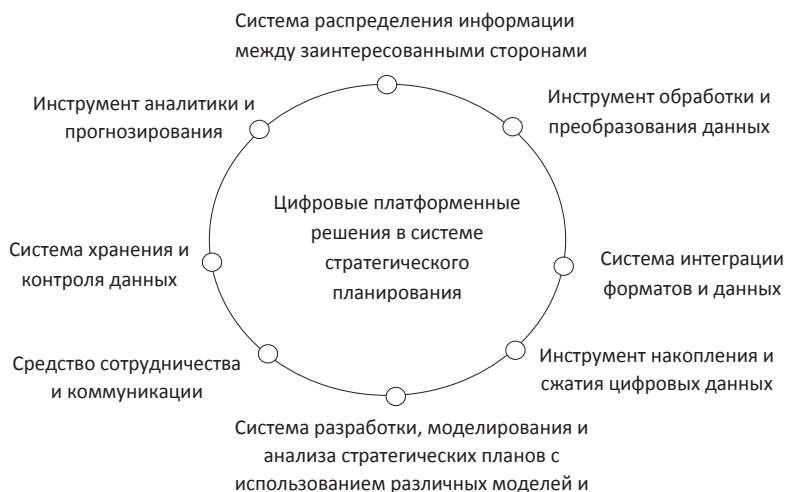 Система распределения информации
между заинтересованными сторонами
Инструмент аналитики и
прогнозирования
Инструмент обработки и
преобразования данных
Цифровые платформенные
решения в системе
стратегического
планирования
Система хранения и
контроля данных
Система интеграции
форматов и данных
Средство сотрудничества
и коммуникации
Инструмент накопления и
сжатия цифровых данных
Система разработки, моделирования и
анализа стратегических планов с
использованием различных моделей и